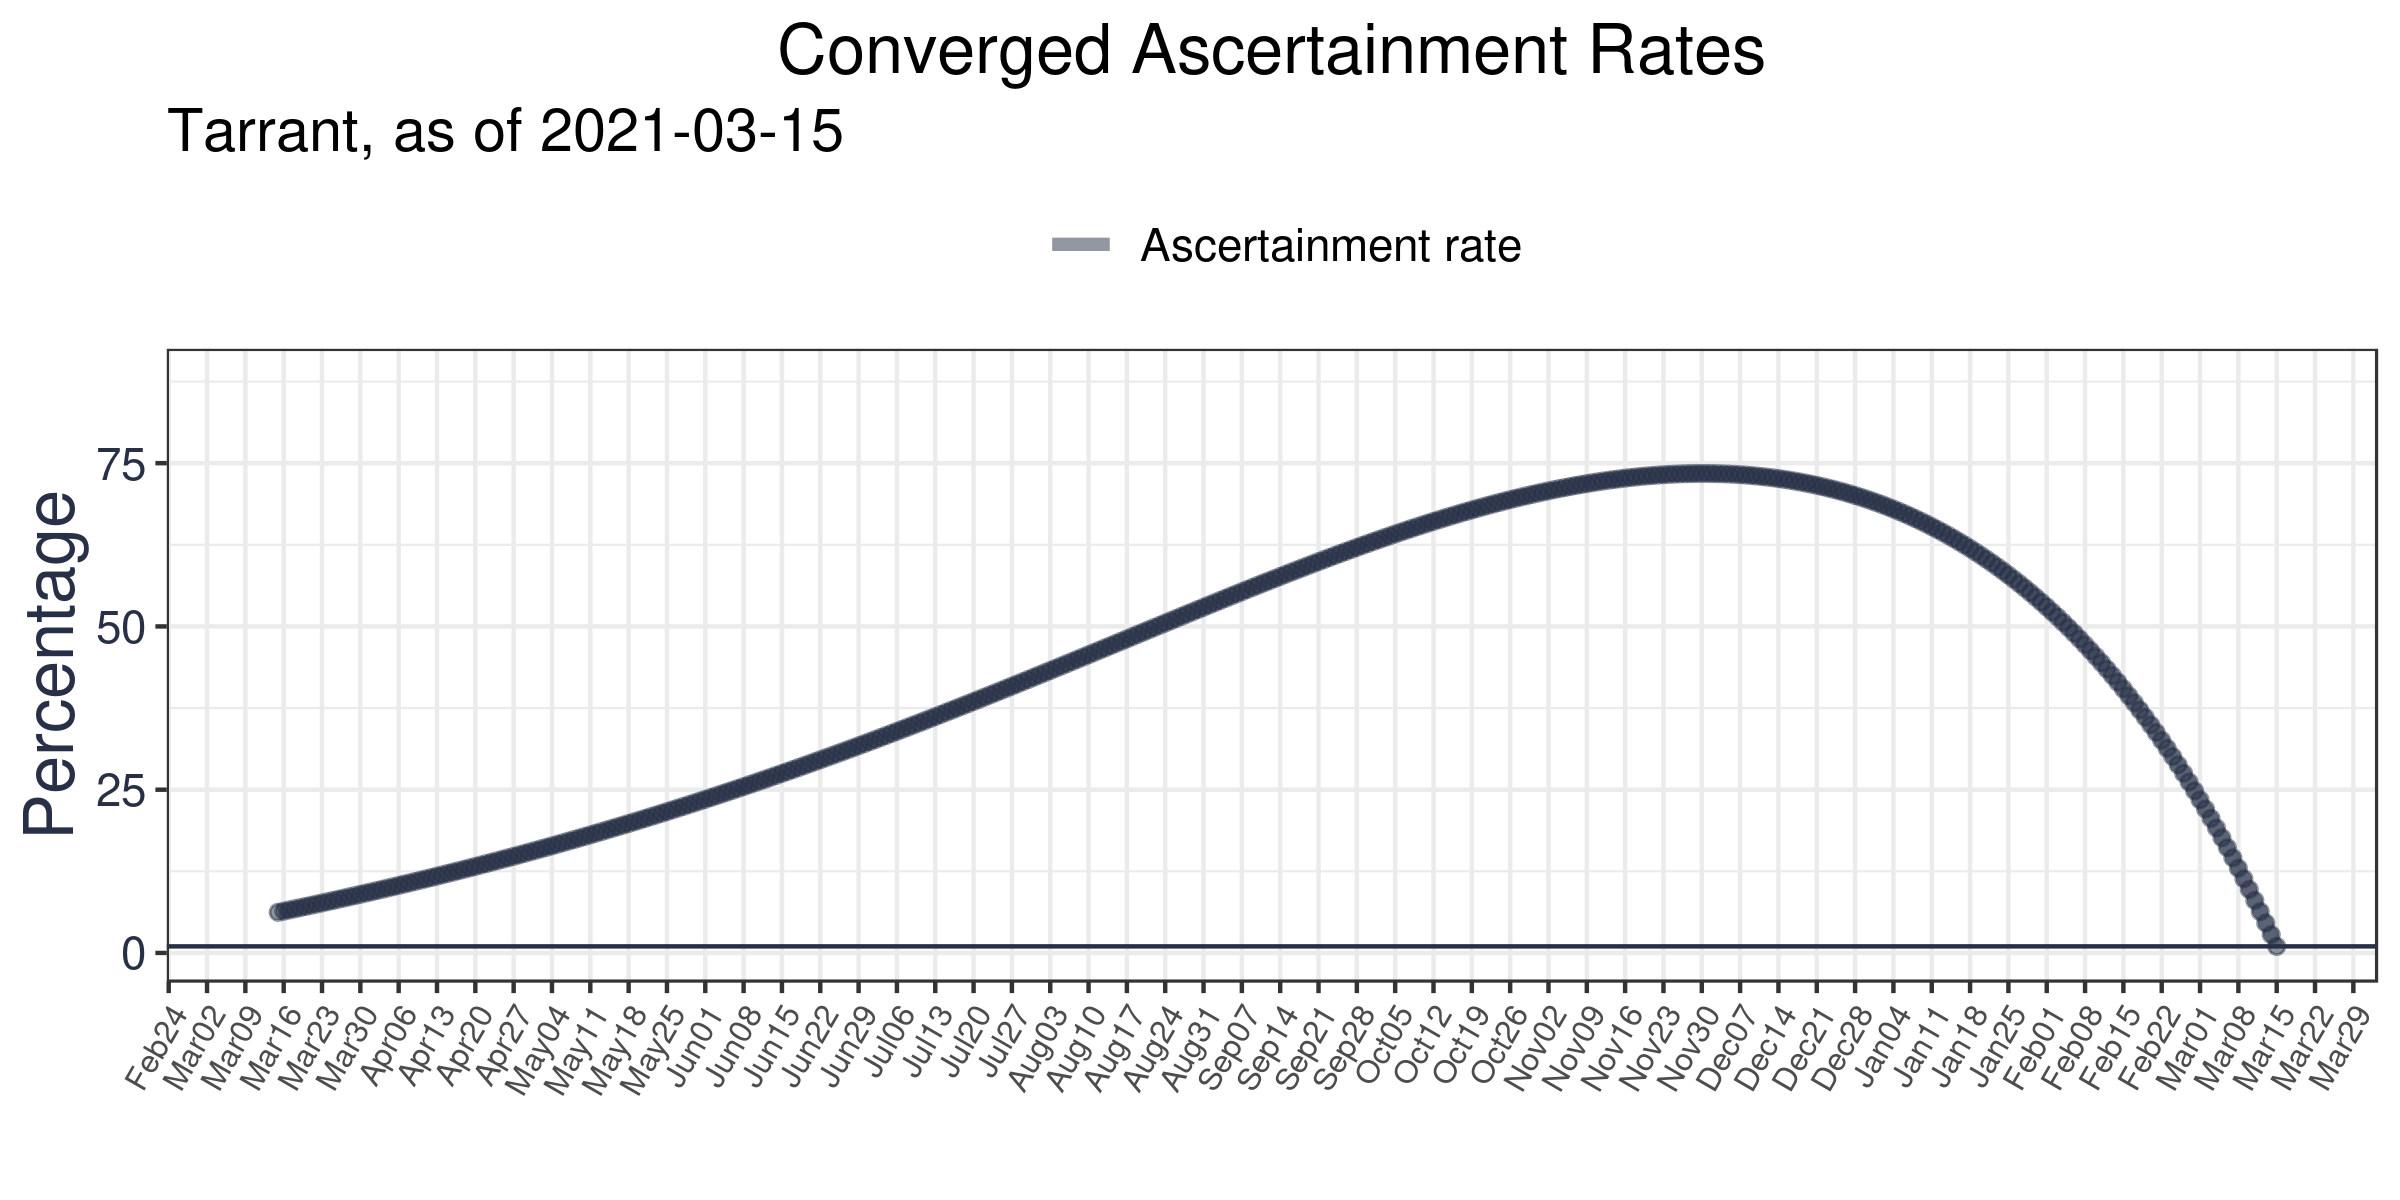 Converged Ascertainment Rates
Tarrant, as of 2021-03-15
Ascertainment rate
Percentage
75
50
25
0
Feb24
Mar02
Mar09
Mar16
Mar23
Mar30
Apr06
Apr13
Apr20
Apr27
May04
May11
May18
May25
Jun01
Jun08
Jun15
Jun22
Jun29
Jul06
Jul13
Jul20
Jul27
Aug03
Aug10
Aug17
Aug24
Aug31
Sep07
Sep14
Sep21
Sep28
Oct05
Oct12
Oct19
Oct26
Nov02
Nov09
Nov16
Nov23
Nov30
Dec07
Dec14
Dec21
Dec28
Jan04
Jan11
Jan18
Jan25
Feb01
Feb08
Feb15
Feb22
Mar01
Mar08
Mar15
Mar22
Mar29